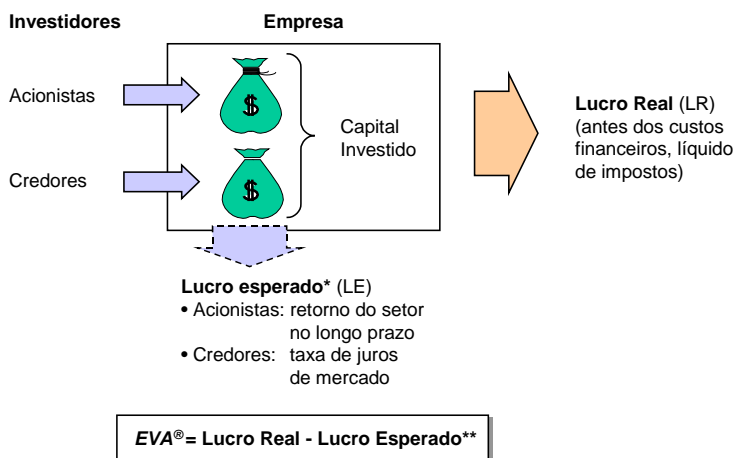 Investidores
Empresa
Acionistas
$
Capital
Investido
Credores
$
Lucro Real (LR)
(antes dos custos
financeiros, líquido
de impostos)
Lucro esperado* (LE)
• Acionistas: retorno do setor
no longo prazo
• Credores: taxa de juros
de mercado
EVA® = Lucro Real - Lucro Esperado**